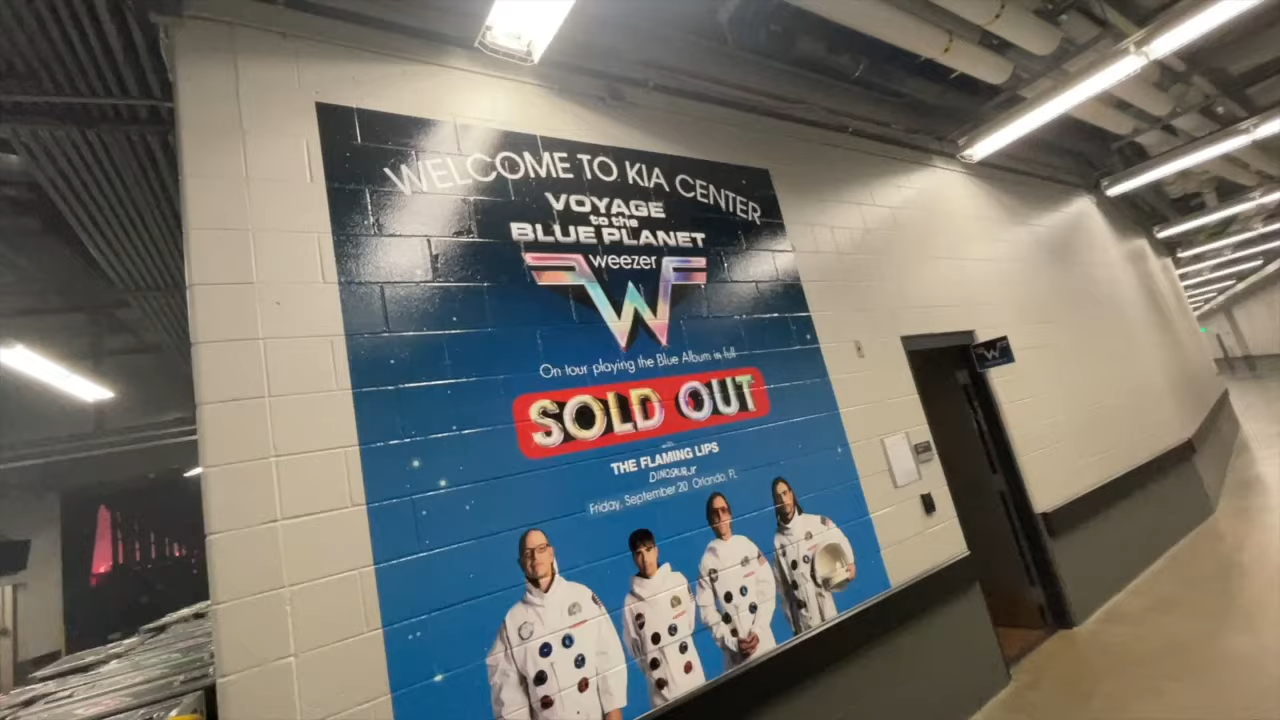 WELCOME TO KIA CENTER
VOYAGE
to the
BLUE PLANET
weezer
W
On tour playing the Blue Album in full
SOLD OUT
THE FLAMING LIPS
DINOSAUR JR
Friday, September 20 Orlando, FL